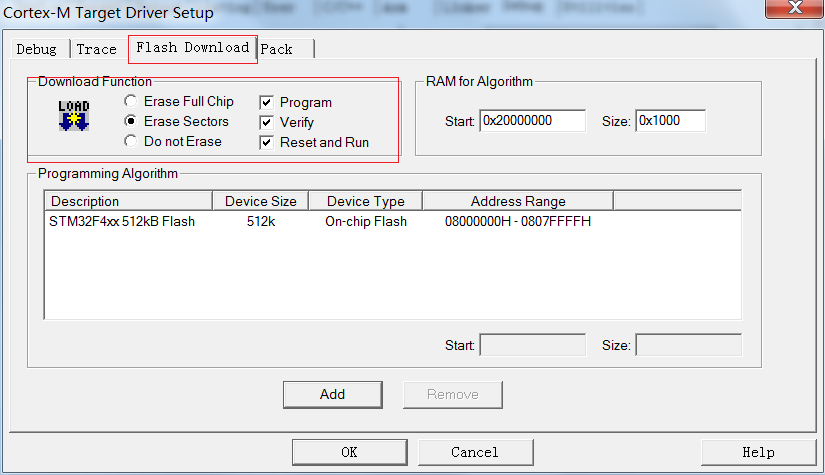 Cortex-M Target Driver Setup
Debug Trace Flash Download Pack
Download Function
LOAD
Erase Full Chip
Erase Sectors
Do not Erase
Program
Verify
Reset and Run
RAM for Algorithm
Start: 0x20000000 Size: 0x1000
Programming Algorithm
Description Device Size Device Type Address Range
STM32F4xx 512kB Flash 512k On-chip Flash 08000000H - 0807FFFFH
Start: Size:
Add Remove
OK Cancel Help